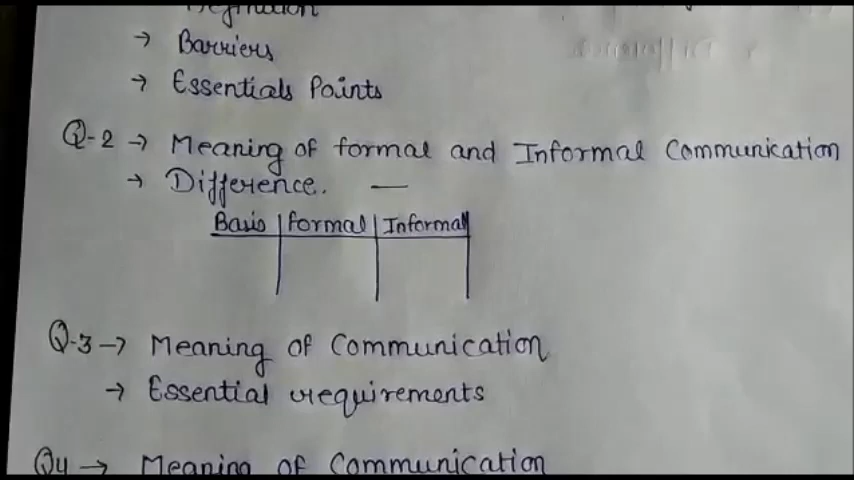 Definition
→ Barriers
→ Essentials Points
Q-2 → Meaning of formal and Informal Communication
→ Difference. —
Basis | formal | Informal
Q-3 → Meaning of Communication
→ Essential requirements
Q4 → Meaning of Communication